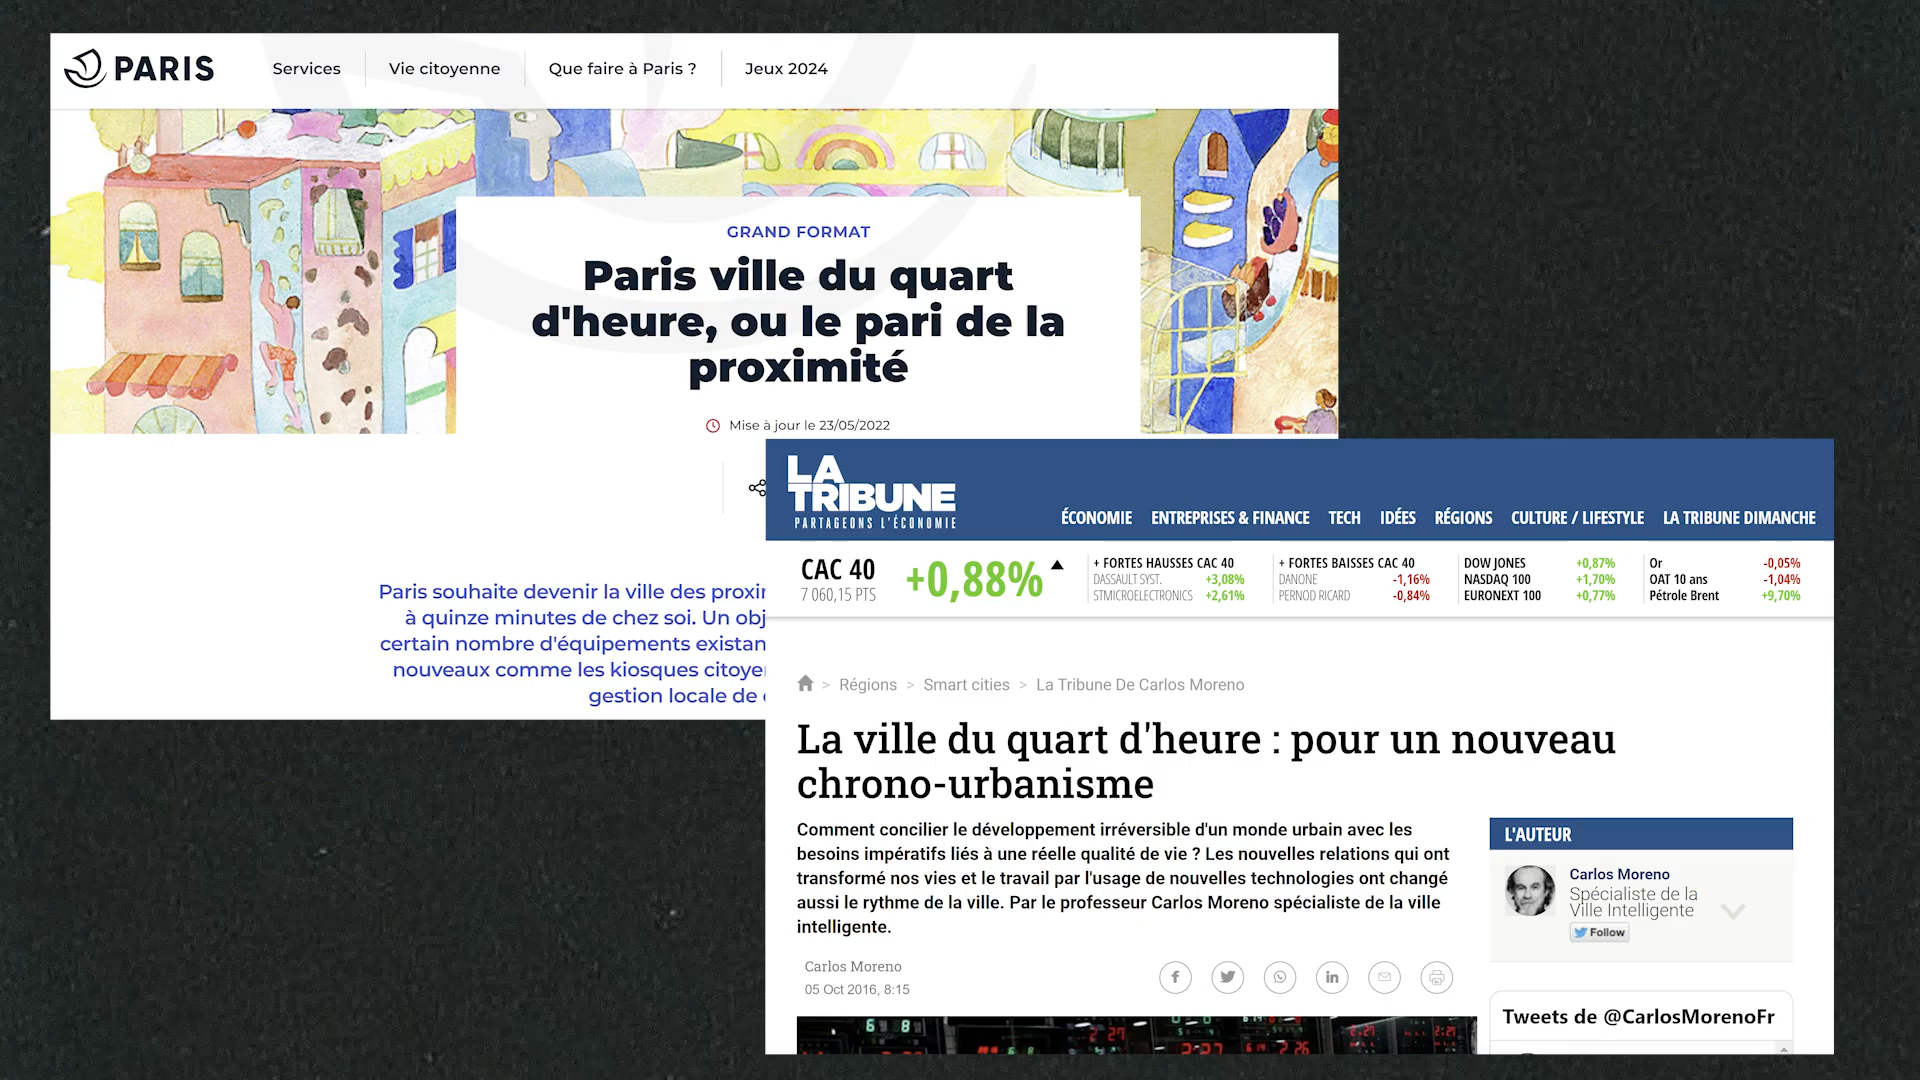 PARIS
Services
Vie citoyenne
Que faire à Paris ?
Jeux 2024
GRAND FORMAT
Paris ville du quart
d'heure, ou le pari de la
proximité
Mise à jour le 23/05/2022
Paris souhaite devenir la ville des
à quinze minutes de chez soi. Un
certain nombre d'équipements
nouveaux comme les kiosques
gestion locale de
LA
TRIBUNE
PARTAGEONS L'ÉCONOMIE
ÉCONOMIE ENTREPRISES & FINANCE TECH IDÉES RÉGIONS CULTURE / LIFESTYLE LA TRIBUNE DIMANCHE
CAC 40
7 060,15 PTS
+0,88%
+ FORTES HAUSSES CAC 40
DASSAULT SYST. +3,08%
STMICROELECTRONICS +2,61%
+ FORTES BAISSES CAC 40
DANONE -1,16%
PERNOD RICARD -0,84%
DOW JONES +0,87%
NASDAQ 100 +1,70%
EURONEXT 100 +0,77%
Or -0,05%
OAT 10 ans -1,04%
Pétrole Brent +9,70%
> Régions > Smart cities > La Tribune De Carlos Moreno
La ville du quart d'heure : pour un nouveau
chrono-urbanisme
Comment concilier le développement irréversible d'un monde urbain avec les
besoins impératifs liés à une réelle qualité de vie ? Les nouvelles relations qui ont
transformé nos vies et le travail par l'usage de nouvelles technologies ont changé
aussi le rythme de la ville. Par le professeur Carlos Moreno spécialiste de la ville
intelligente.
Carlos Moreno
05 Oct 2016, 8:15
L'AUTEUR
Carlos Moreno
Spécialiste de la
Ville Intelligente
Follow
Tweets de @CarlosMorenoFr